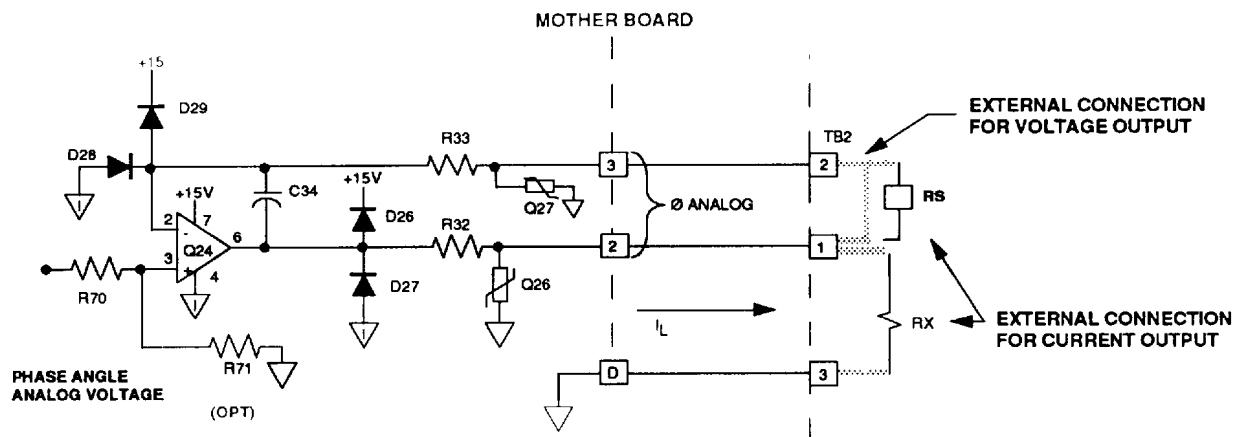 MOTHER BOARD
+15
D29
D28
R33
3
TB2
2
EXTERNAL CONNECTION
FOR VOLTAGE OUTPUT
C34
+15V
+15V
Q27
Ø ANALOG
RS
2
-
7
Q24
6
D26
R32
2
1
3
+
4
I
R70
D27
Q26
I
I
I
R71
I_L
RX
EXTERNAL CONNECTION
FOR CURRENT OUTPUT
PHASE ANGLE
ANALOG VOLTAGE
(OPT)
D
3